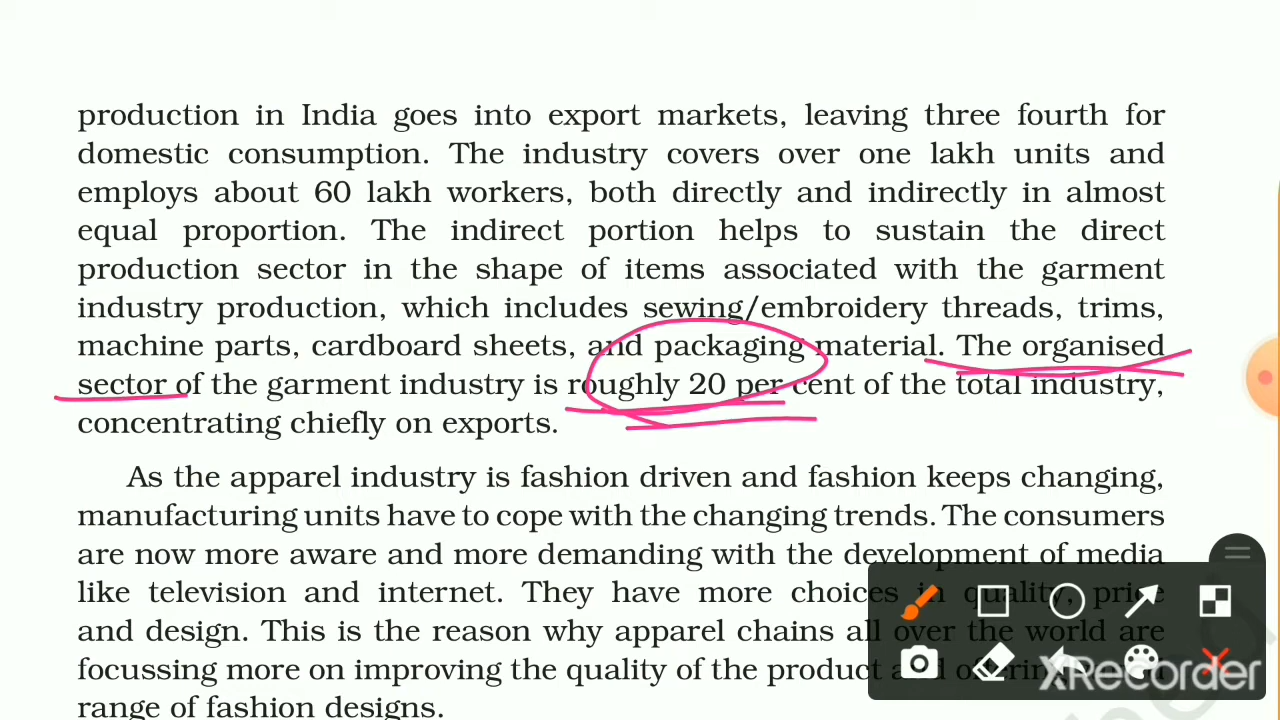 production in India goes into export markets, leaving three fourth for
domestic consumption. The industry covers over one lakh units and
employs about 60 lakh workers, both directly and indirectly in almost
equal proportion. The indirect portion helps to sustain the direct
production sector in the shape of items associated with the garment
industry production, which includes sewing/embroidery threads, trims,
machine parts, cardboard sheets, and packaging material. The organised
sector of the garment industry is roughly 20 per cent of the total industry,
concentrating chiefly on exports.
As the apparel industry is fashion driven and fashion keeps changing,
manufacturing units have to cope with the changing trends. The consumers
are now more aware and more demanding with the development of media
like television and internet. They have more choices in quality, price
and design. This is the reason why apparel chains all over the world are
focussing more on improving the quality of the product and offering
range of fashion designs.
XRecorder